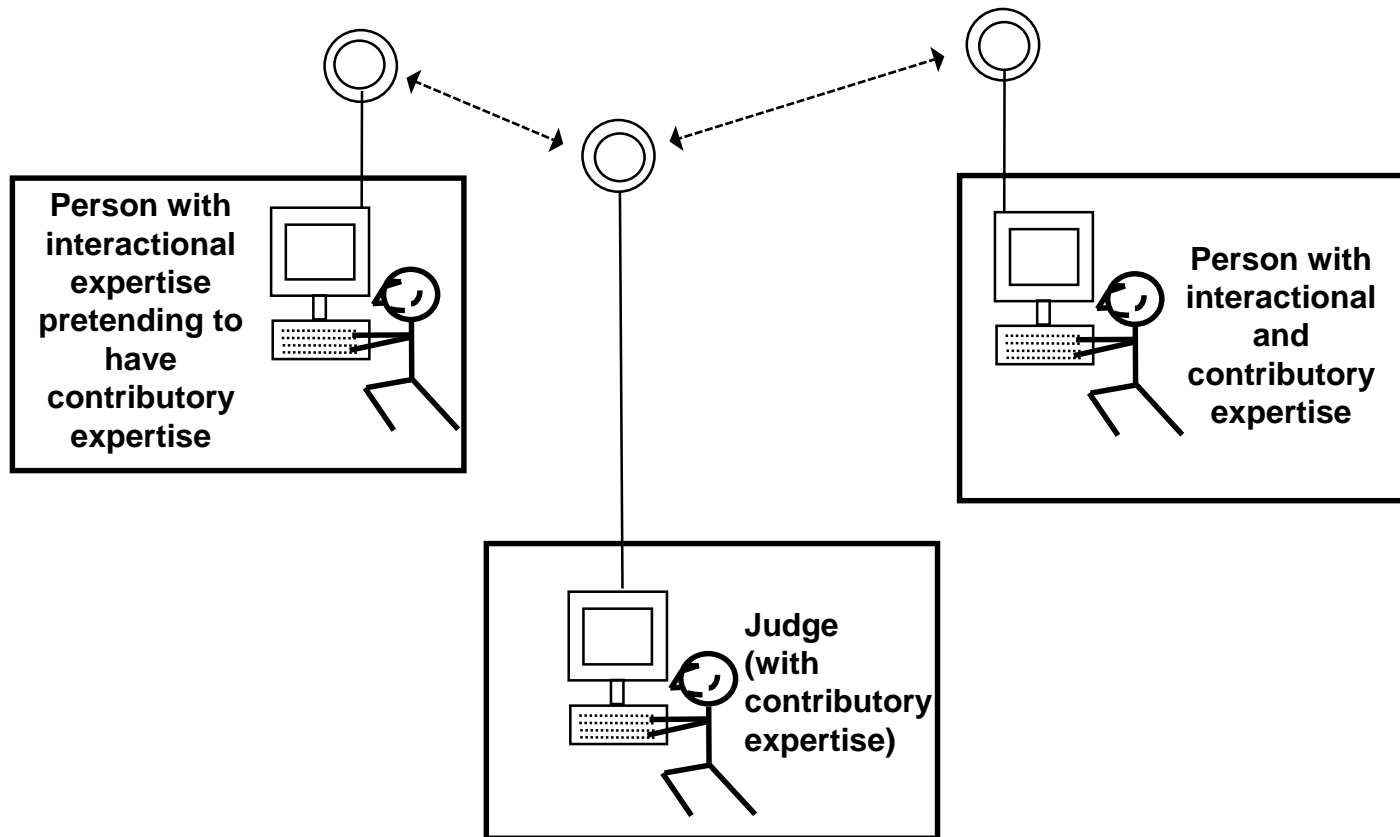 Person with
interactional
expertise
pretending to
have
contributory
expertise
Person with
interactional
and
contributory
expertise
Judge
(with
contributory
expertise)